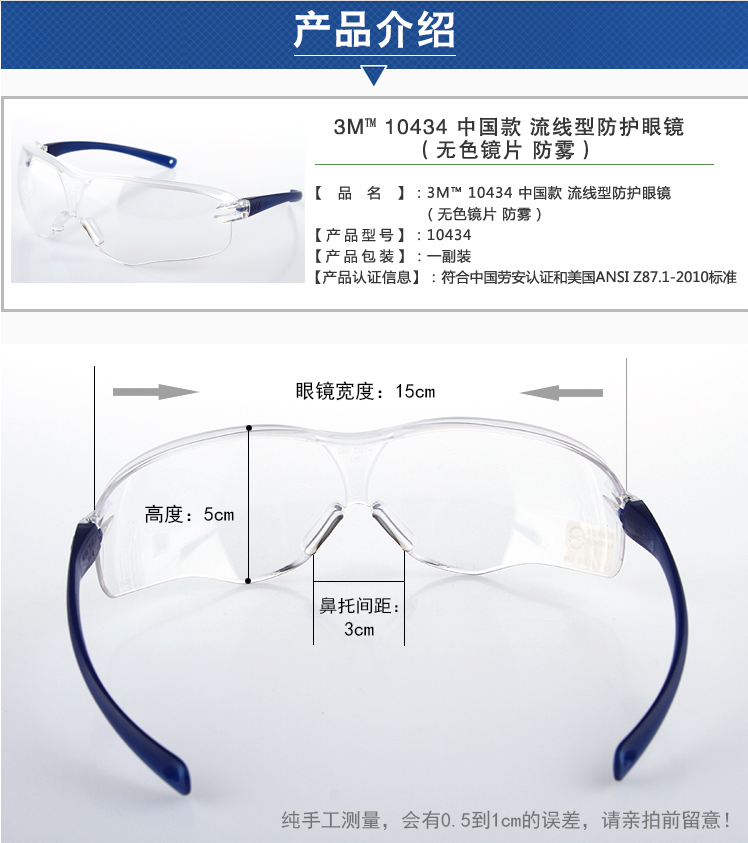 产品介绍
3M™ 10434 中国款 流线型防护眼镜
（无色镜片 防雾）
【 品 名 】：3M™ 10434 中国款 流线型防护眼镜
（无色镜片 防雾）
【产品型号】：10434
【产品包装】：一副装
【产品认证信息】：符合中国劳安认证和美国ANSI Z87.1-2010标准
眼镜宽度：15cm
高度：5cm
鼻托间距：
3cm
纯手工测量，会有0.5到1cm的误差，请亲拍前留意！